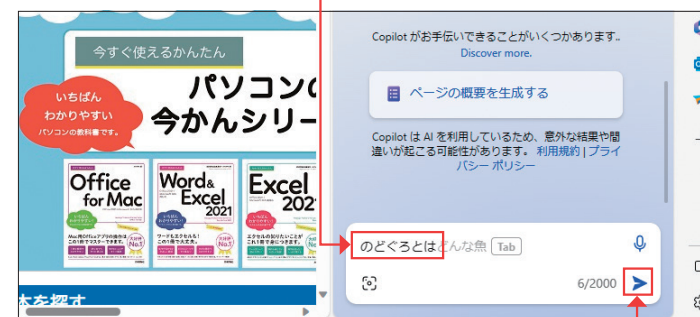 今すぐ使えるかんたん
いちばん
わかりやすい
パソコンの教科書です。
パソコンの
今かんシリー
Office
for Mac
Word&
Excel
2021
Excel
202
No.1
No.1
本を探す
Copilot がお手伝いできることがいくつかあります..
Discover more.
ページの概要を生成する
Copilot は AI を利用しているため、意外な結果や間
違いが起こる可能性があります。 利用規約 | プライ
バシー ポリシー
のどぐろとはどんな魚 Tab
6/2000